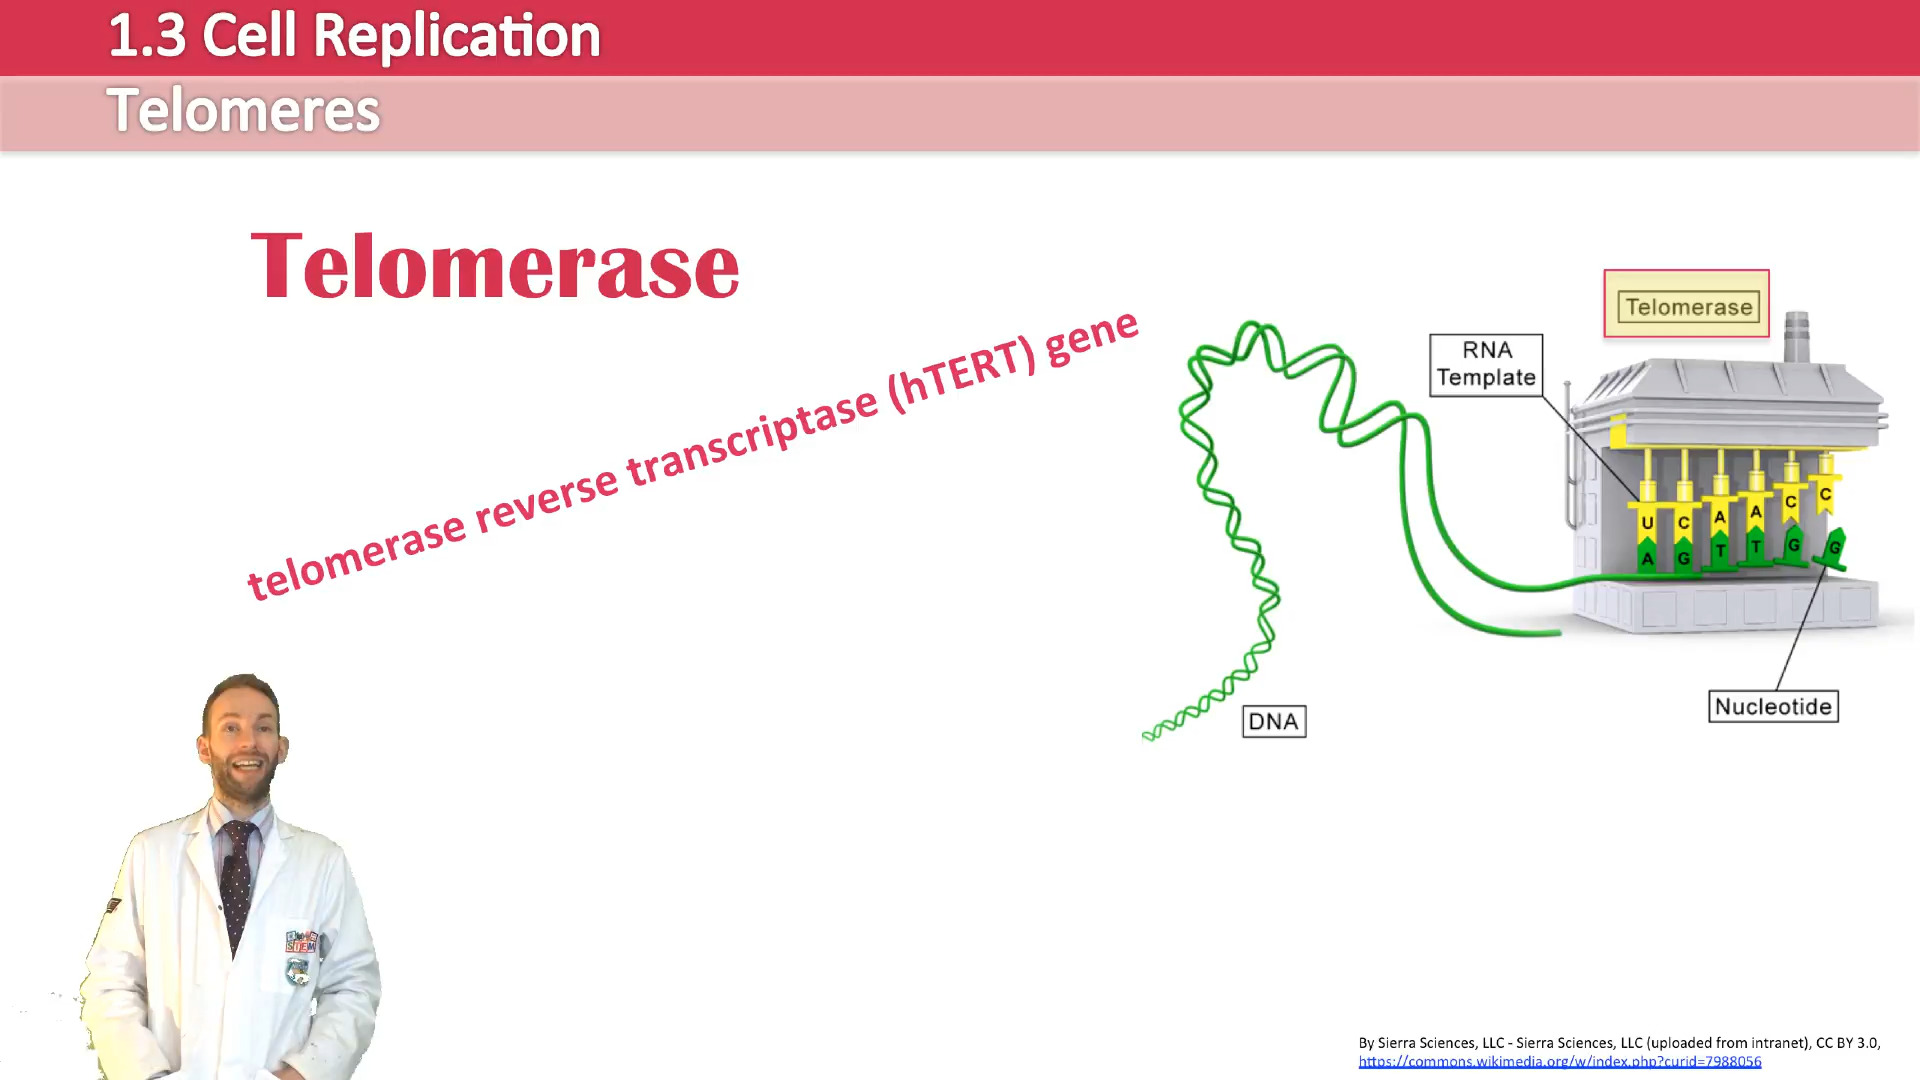 1.3 Cell Replication
Telomeres
Telomerase
telomerase reverse transcriptase (hTERT) gene
Telomerase
RNA
Template
U C A A C C
A G T T G G
DNA
Nucleotide
STEM
By Sierra Sciences, LLC - Sierra Sciences, LLC (uploaded from intranet), CC BY 3.0,
https://commons.wikimedia.org/w/index.php?curid=7988056